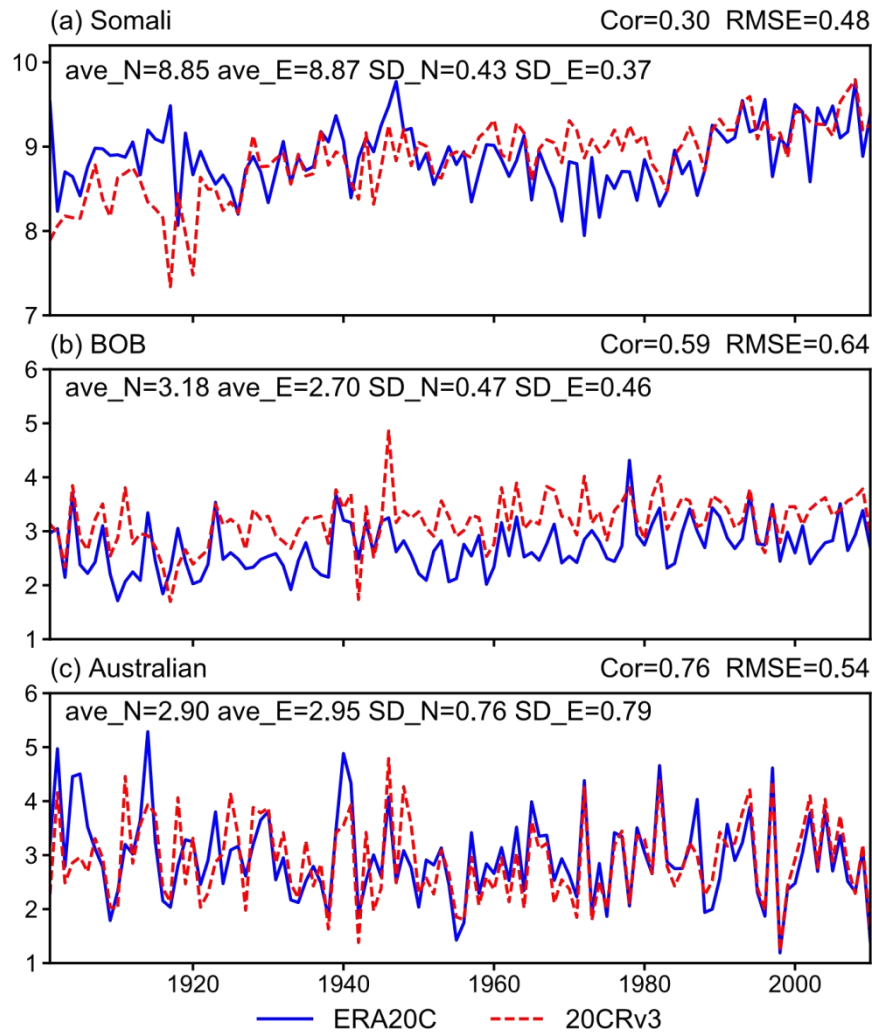 (a) Somali Cor=0.30 RMSE=0.48
ave_N=8.85 ave_E=8.87 SD_N=0.43 SD_E=0.37
10
9
8
7
(b) BOB Cor=0.59 RMSE=0.64
ave_N=3.18 ave_E=2.70 SD_N=0.47 SD_E=0.46
6
5
4
3
2
1
(c) Australian Cor=0.76 RMSE=0.54
ave_N=2.90 ave_E=2.95 SD_N=0.76 SD_E=0.79
6
5
4
3
2
1
1920 1940 1960 1980 2000
ERA20C 20CRv3